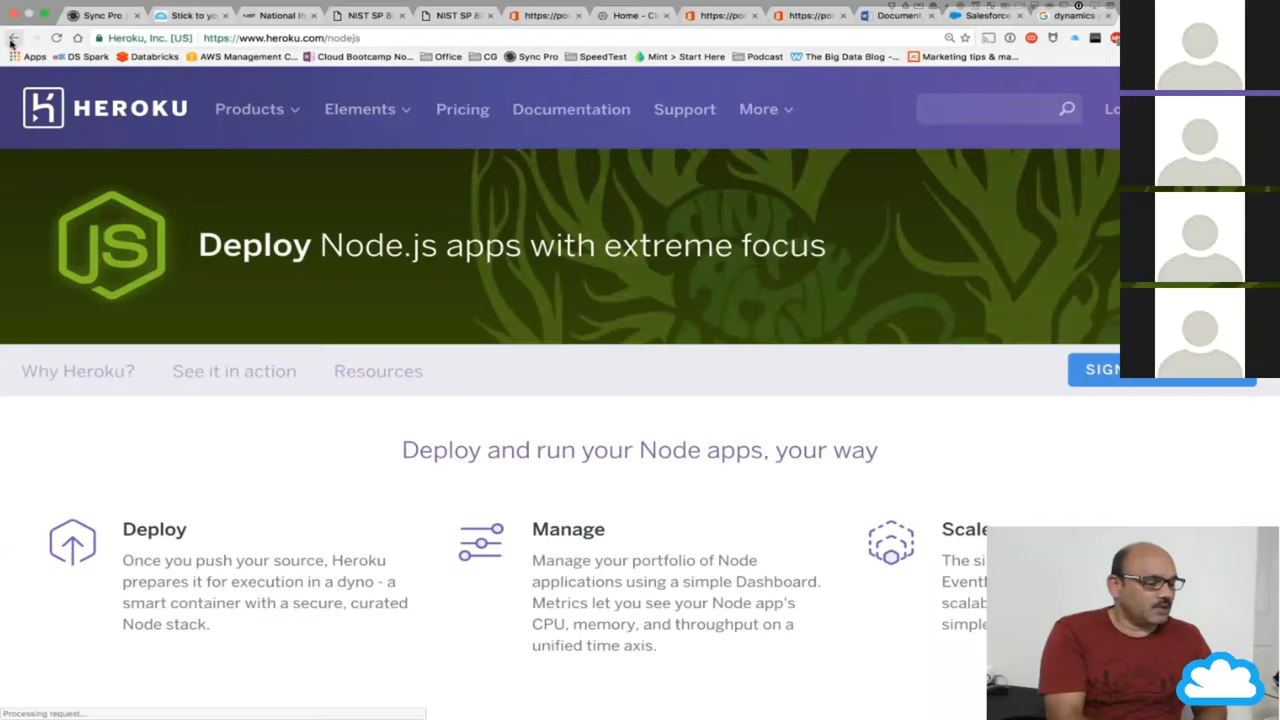 Sync Pro |
Stick to yo
National In
NIST SP 8
NIST SP 8
https://po
Home - Cl
https://po
https://po
Document
Salesforce
dynamics
Heroku, Inc. [US]
https://www.heroku.com/nodejs
Apps
DS Spark
Databricks
AWS Management C...
Cloud Bootcamp No...
Office
CG
Sync Pro
SpeedTest
Mint > Start Here
Podcast
The Big Data Blog -...
Marketing tips & ma...
HEROKU
Products
Elements
Pricing
Documentation
Support
More
Lo
JS
Deploy Node.js apps with extreme focus
Why Heroku?
See it in action
Resources
SIGN
Deploy and run your Node apps, your way
Deploy
Once you push your source, Heroku
prepares it for execution in a dyno - a
smart container with a secure, curated
Node stack.
Manage
Manage your portfolio of Node
applications using a simple Dashboard.
Metrics let you see your Node app's
CPU, memory, and throughput on a
unified time axis.
Scale
The si
Eventh
scalab
simple
Processing request...